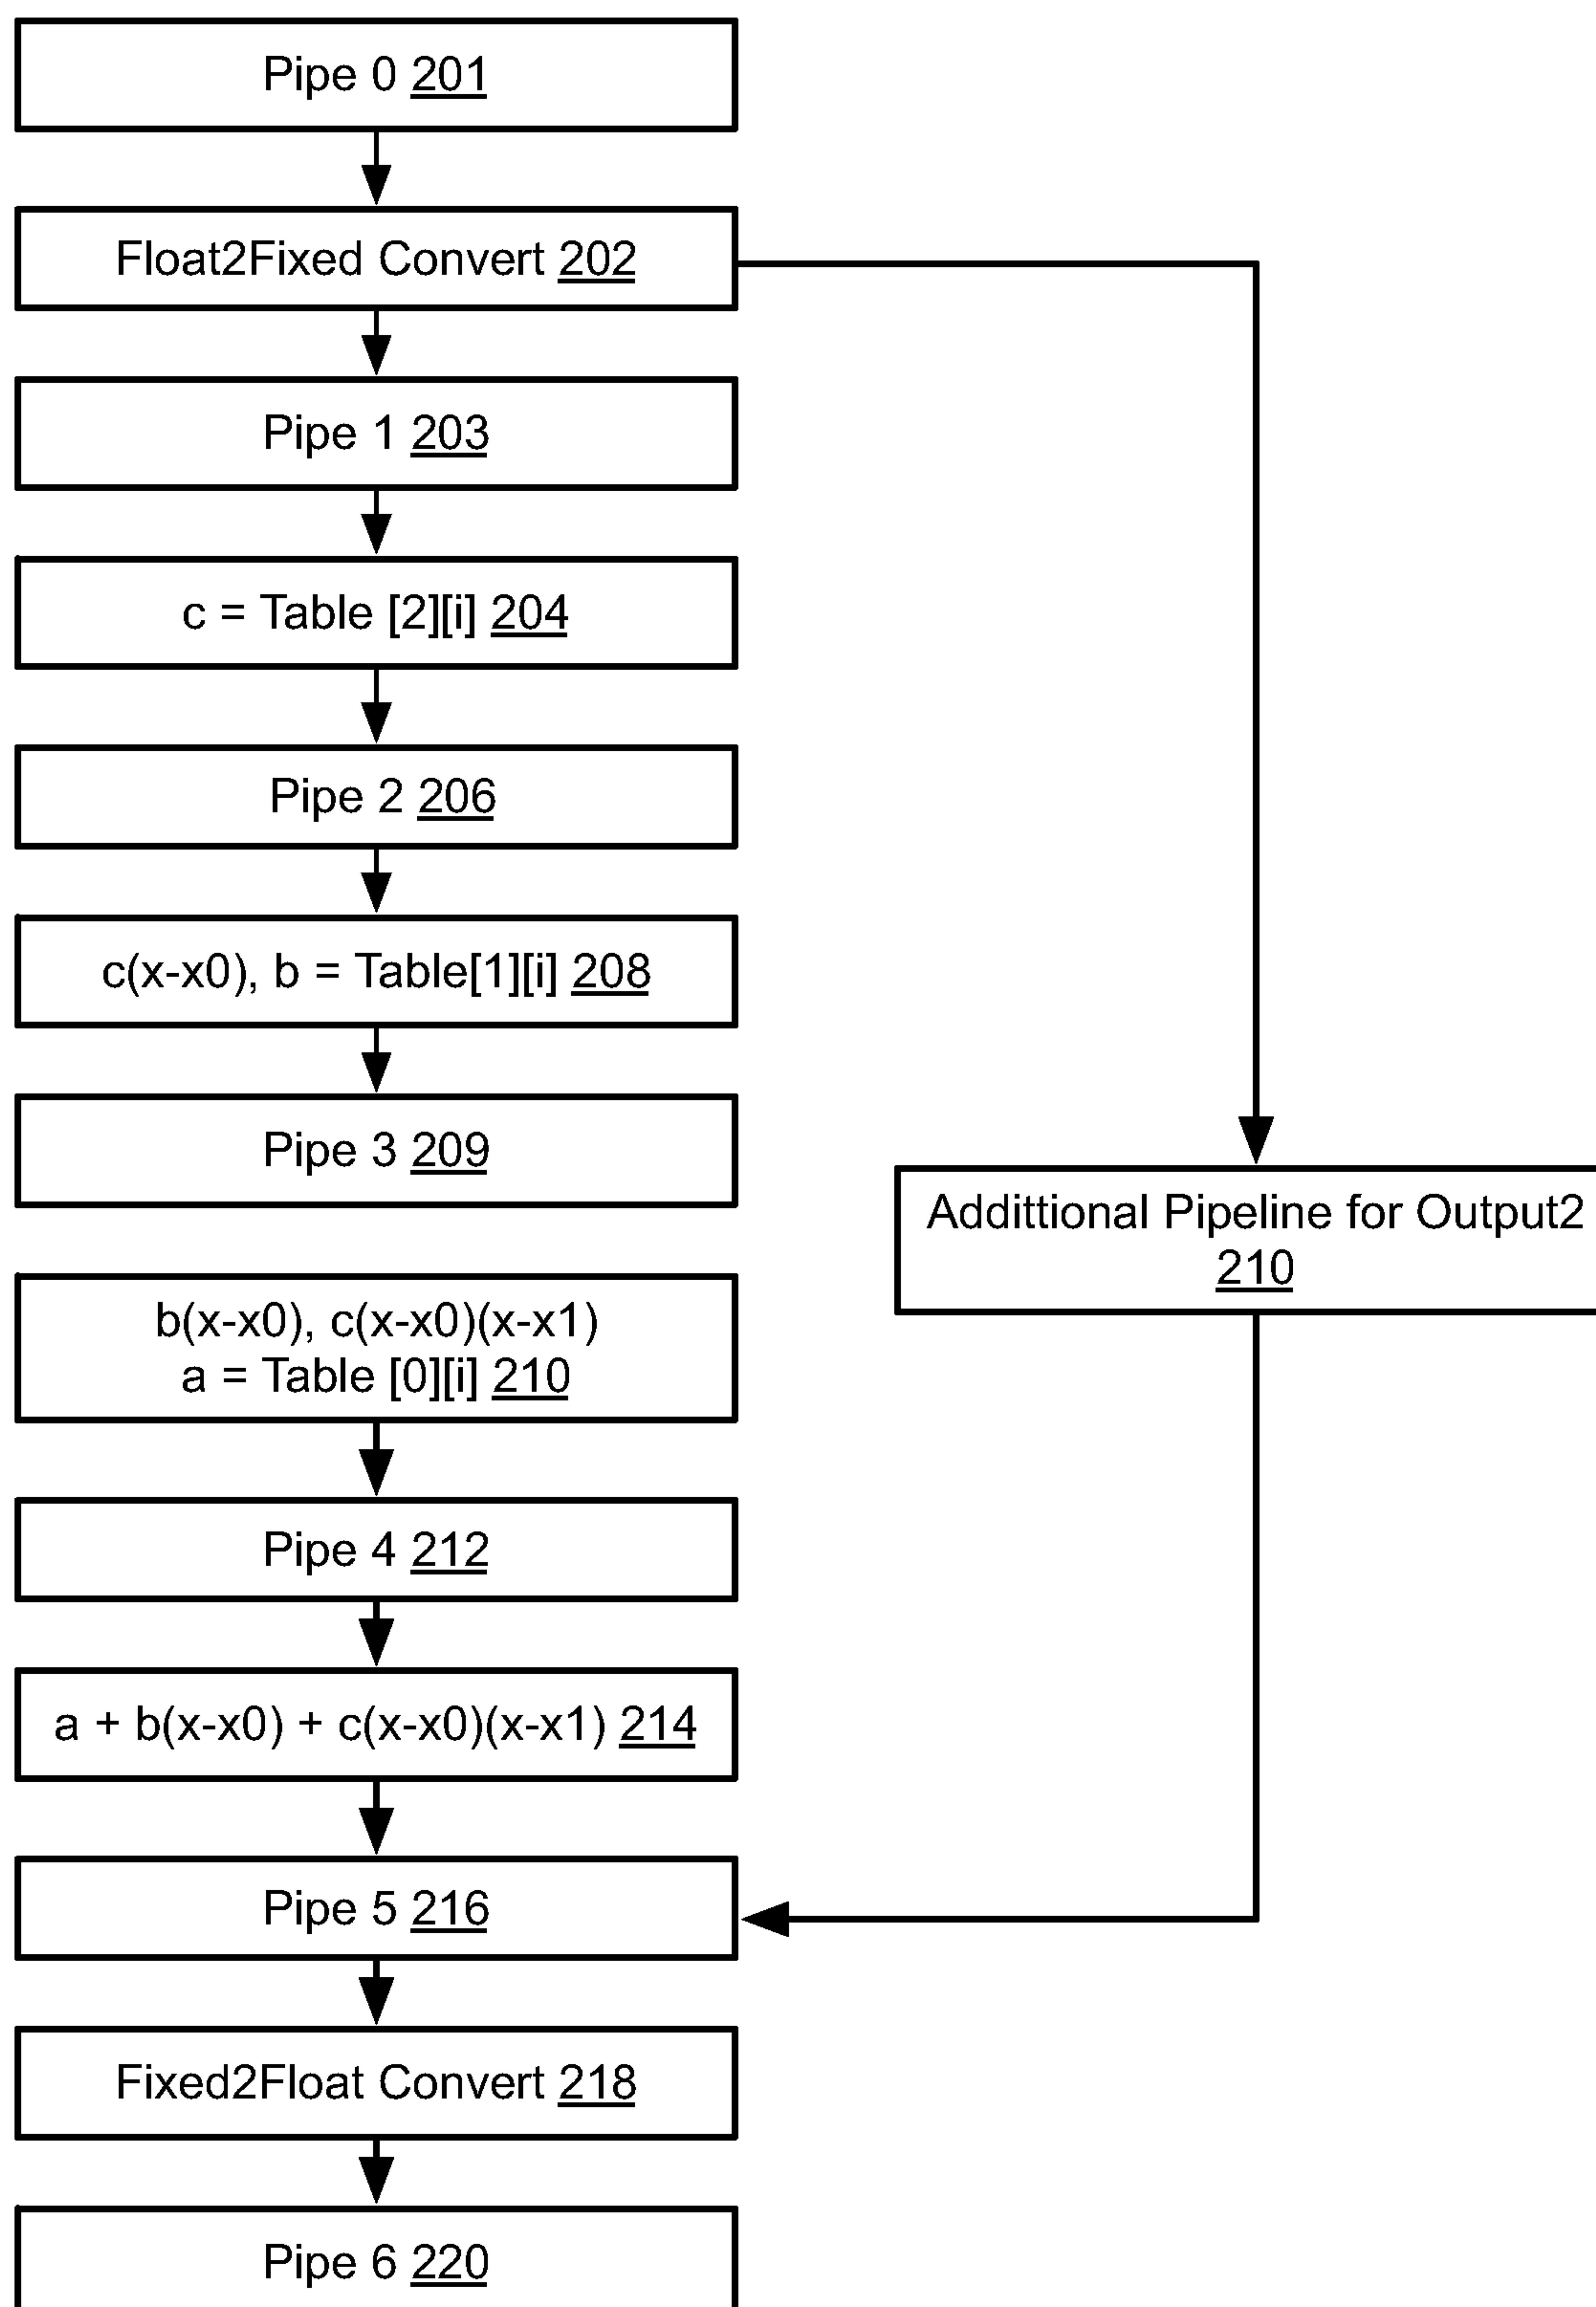 Pipe 0 201
Float2Fixed Convert 202
Pipe 1 203
c = Table [2][i] 204
Pipe 2 206
c(x-x0), b = Table[1][i] 208
Pipe 3 209
Addittional Pipeline for Output2
210
b(x-x0), c(x-x0)(x-x1)
a = Table [0][i] 210
Pipe 4 212
a + b(x-x0) + c(x-x0)(x-x1) 214
Pipe 5 216
Fixed2Float Convert 218
Pipe 6 220